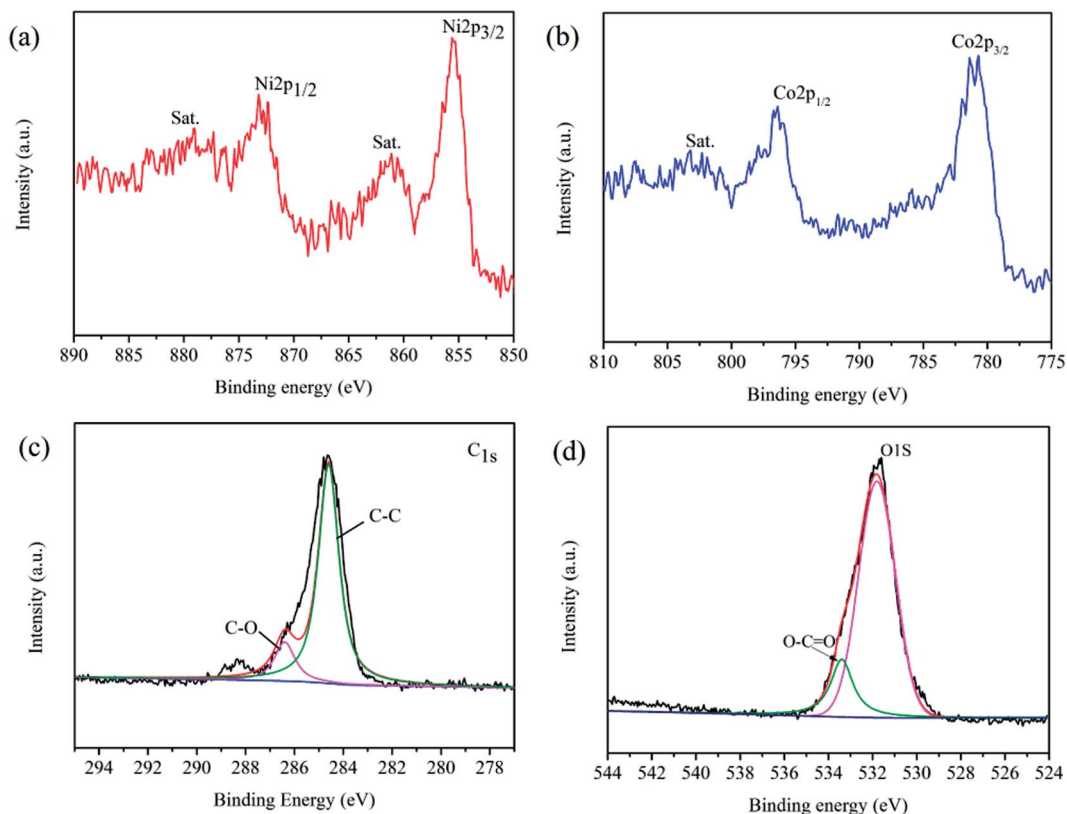 (a)
Ni2p3/2
Ni2p1/2
Sat.
Sat.
Intensity (a.u.)
890 885 880 875 870 865 860 855 850
Binding energy (eV)
(b)
Co2p3/2
Co2p1/2
Sat.
Intensity (a.u.)
810 805 800 795 790 785 780 775
Binding energy (eV)
(c)
C1s
C-C
C-O
Intensity (a.u.)
294 292 290 288 286 284 282 280 278
Binding Energy (eV)
(d)
O1S
O-C=O
Intensity (a.u.)
544 542 540 538 536 534 532 530 528 526 524
Binding energy (eV)